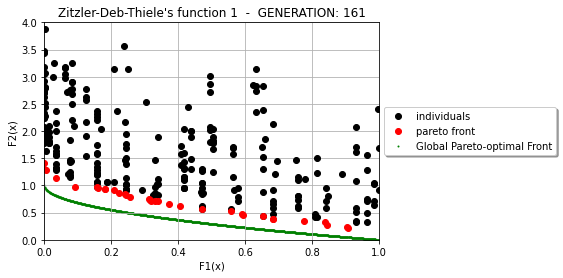 Zitzler-Deb-Thiele's function 1 - GENERATION: 161
4.0
3.5
3.0
2.5
2.0
1.5
1.0
0.5
0.0
F2(x)
0.0 0.2 0.4 0.6 0.8 1.0
F1(x)
individuals
pareto front
Global Pareto-optimal Front